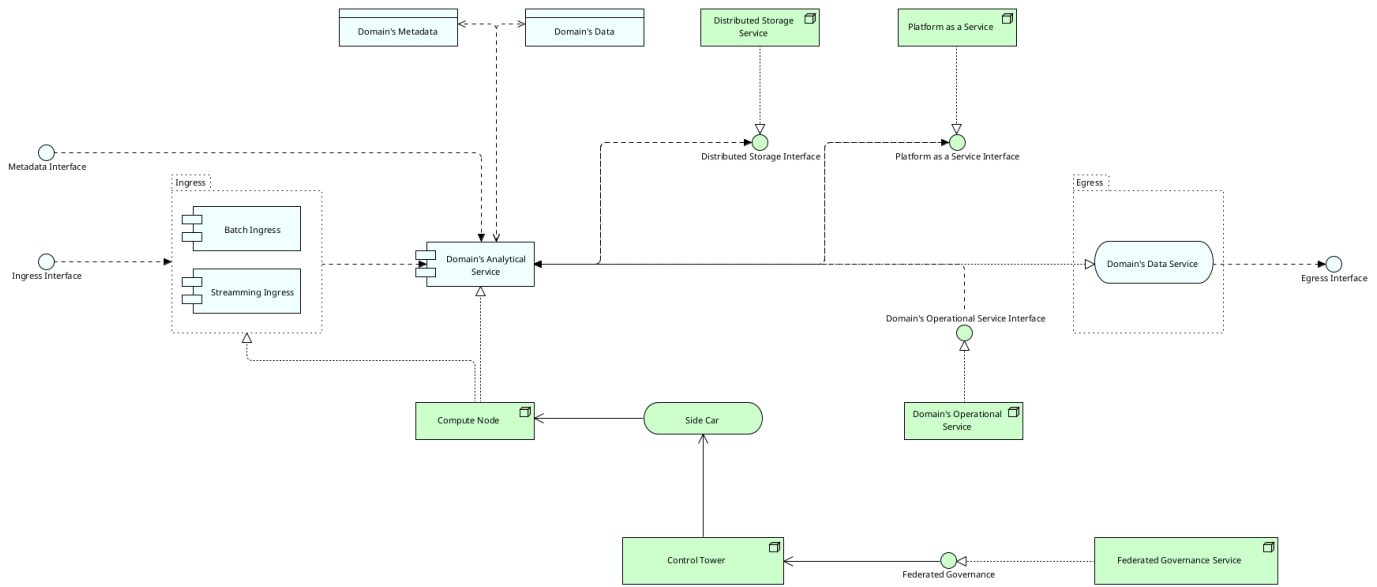 Domain's Metadata
Domain's Data
Distributed Storage
Service
Platform as a Service
Metadata Interface
Distributed Storage Interface
Platform as a Service Interface
Ingress
Egress
Batch Ingress
Ingress Interface
Streamming Ingress
Domain's Analytical
Service
Domain's Data Service
Egress Interface
Domain's Operational Service Interface
Compute Node
Side Car
Domain's Operational
Service
Control Tower
Federated Governance
Federated Governance Service